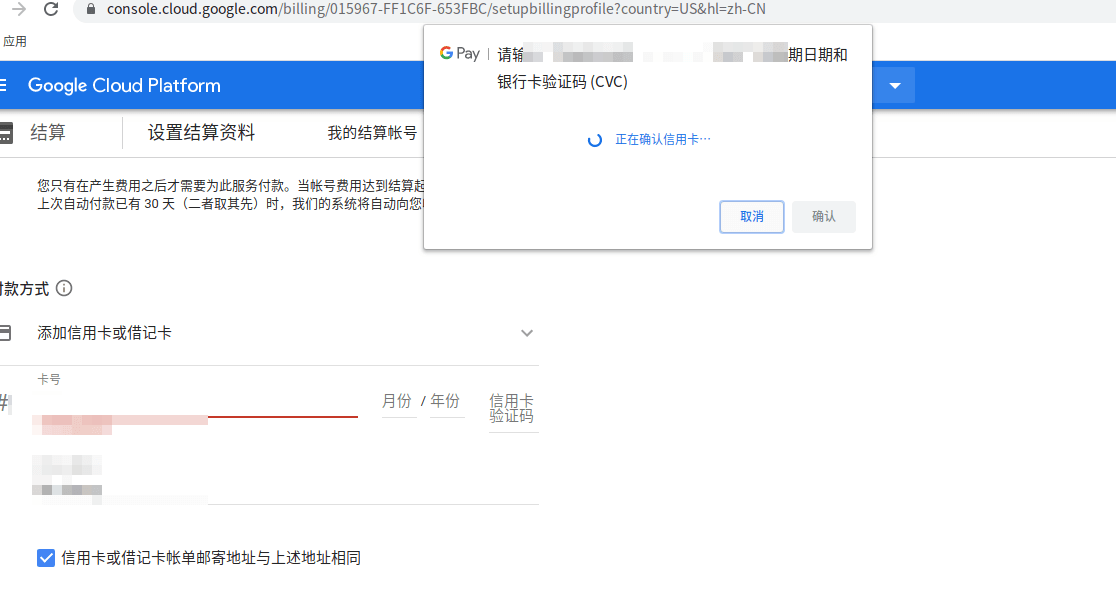 console.cloud.google.com/billing/015967-FF1C6F-653FBC/setupbillingprofile?country=US&hl=zh-CN
应用
G Pay | 请输 期日期和
银行卡验证码 (CVC)
Google Cloud Platform
正在确认信用卡…
结算
设置结算资料
我的结算帐号
您只有在产生费用之后才需要为此服务付款。当帐号费用达到结算起
上次自动付款已有 30 天（二者取其先）时，我们的系统将自动向您
取消
确认
付款方式
添加信用卡或借记卡
卡号
#
月份 / 年份
信用卡
验证码
信用卡或借记卡帐单邮寄地址与上述地址相同